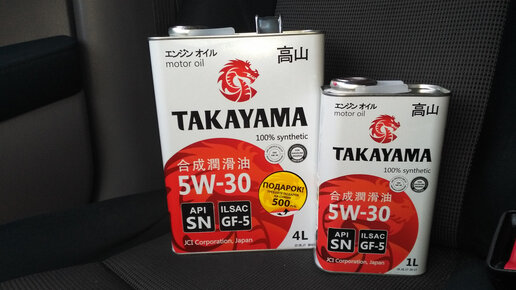 エンジン オイル
motor oil
高山
TAKAYAMA
100% synthetic
合成潤滑油
5W-30
API
SN
ILSAC
GF-5
JCI Corporation, Japan
4L
ПОДАРОК!
500
エンジン オイル
motor oil
高山
TAKAYAMA
100% synthetic
合成潤滑油
5W-30
API
SN
ILSAC
GF-5
JCI Corporation, Japan
1L